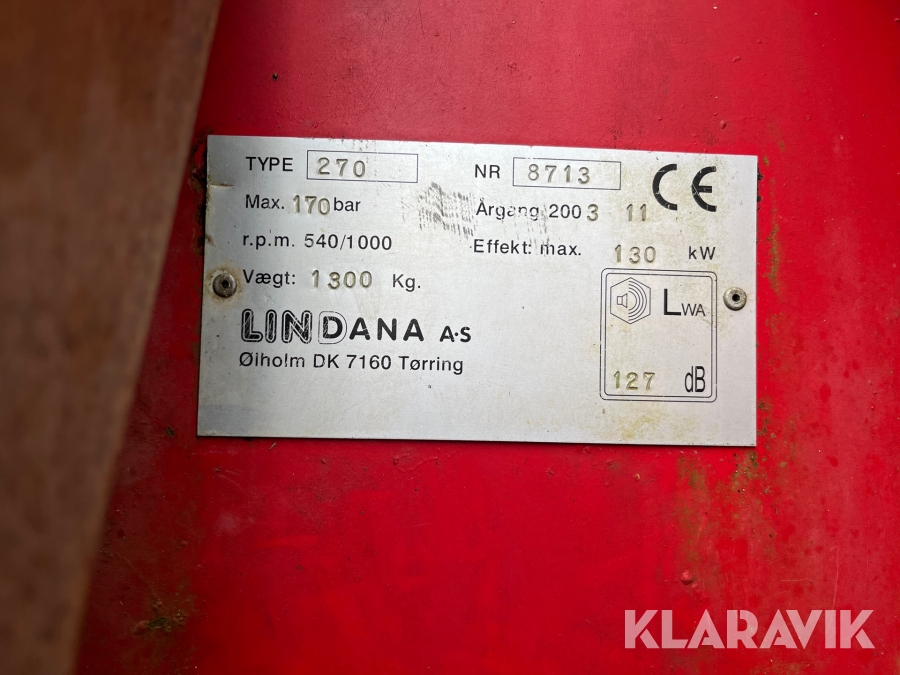 TYPE 270 NR 8713 CE
Max. 170 bar Årgang 2003 11
r.p.m. 540/1000 Effekt: max. 130 kW
Vægt: 1300 Kg.
LWA
LINDANA A·S
Ølholm DK 7160 Tørring
127 dB
KLARAVIK